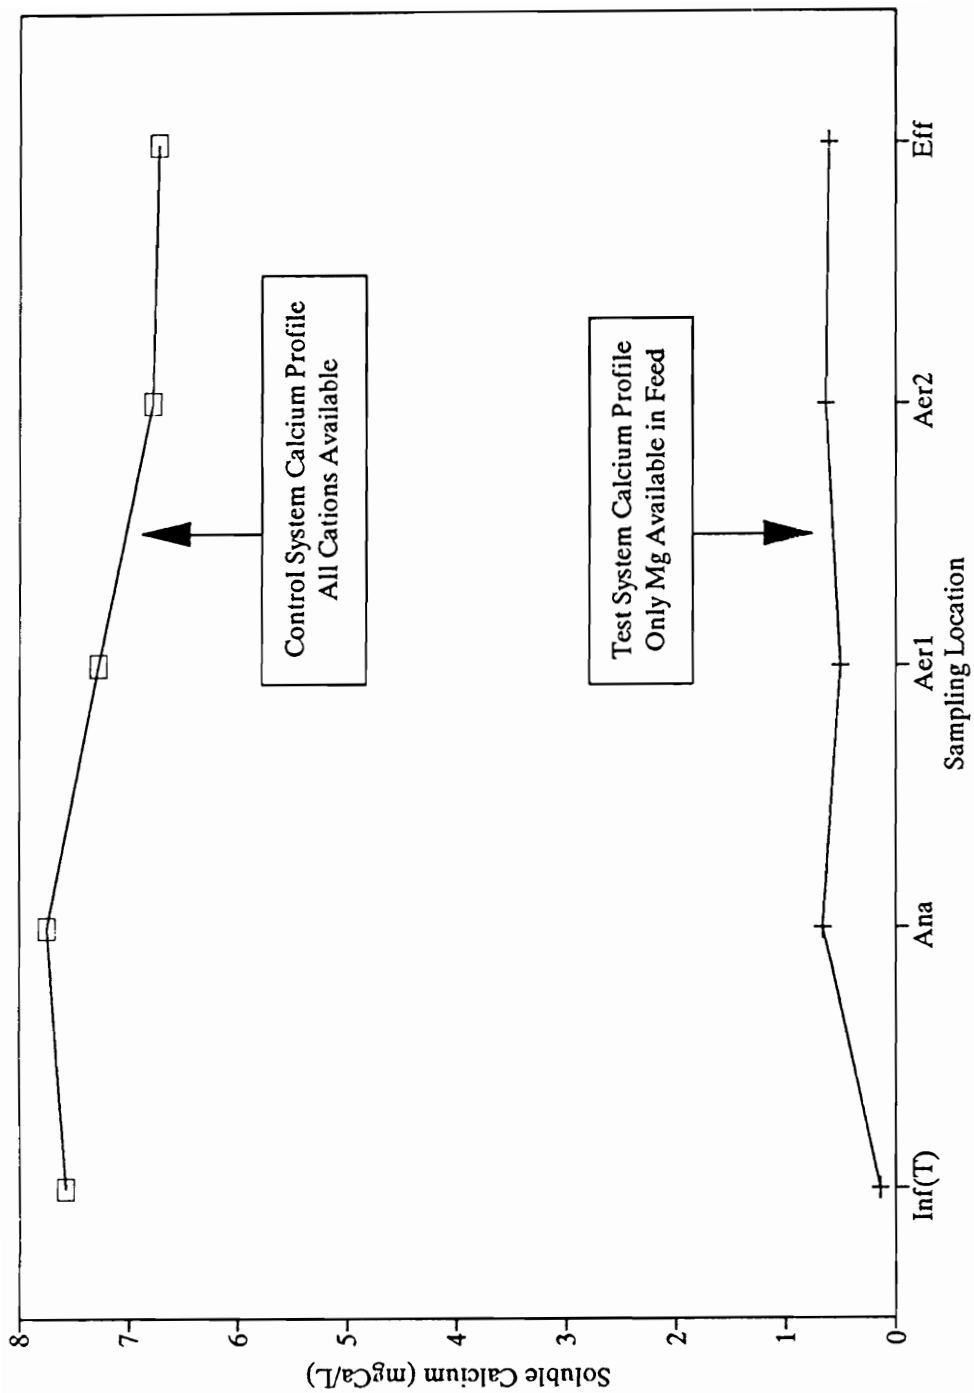 Soluble Calcium (mgCa/L)
8
7
6
5
4
3
2
1
0
Control System Calcium Profile
All Cations Available
Test System Calcium Profile
Only Mg Available in Feed
Inf(T)
Ana
Aer1
Aer2
Eff
Sampling Location